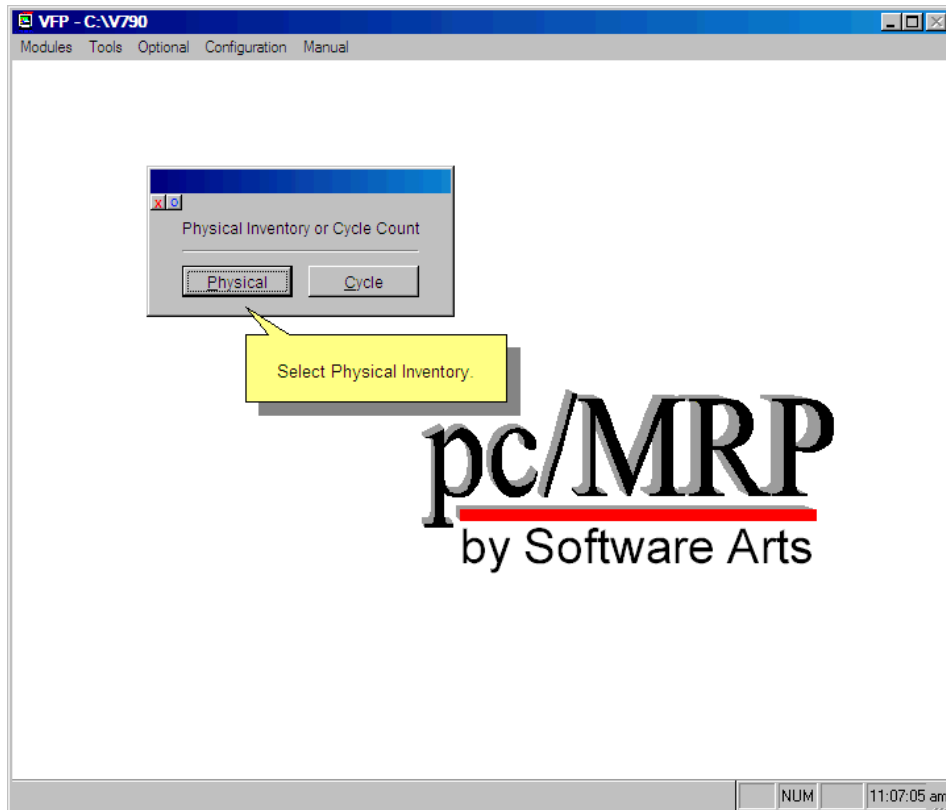 VFP - C:\V790
Modules Tools Optional Configuration Manual
X O
Physical Inventory or Cycle Count
Physical Cycle
Select Physical Inventory.
pc/MRP
by Software Arts
NUM 11:07:05 am